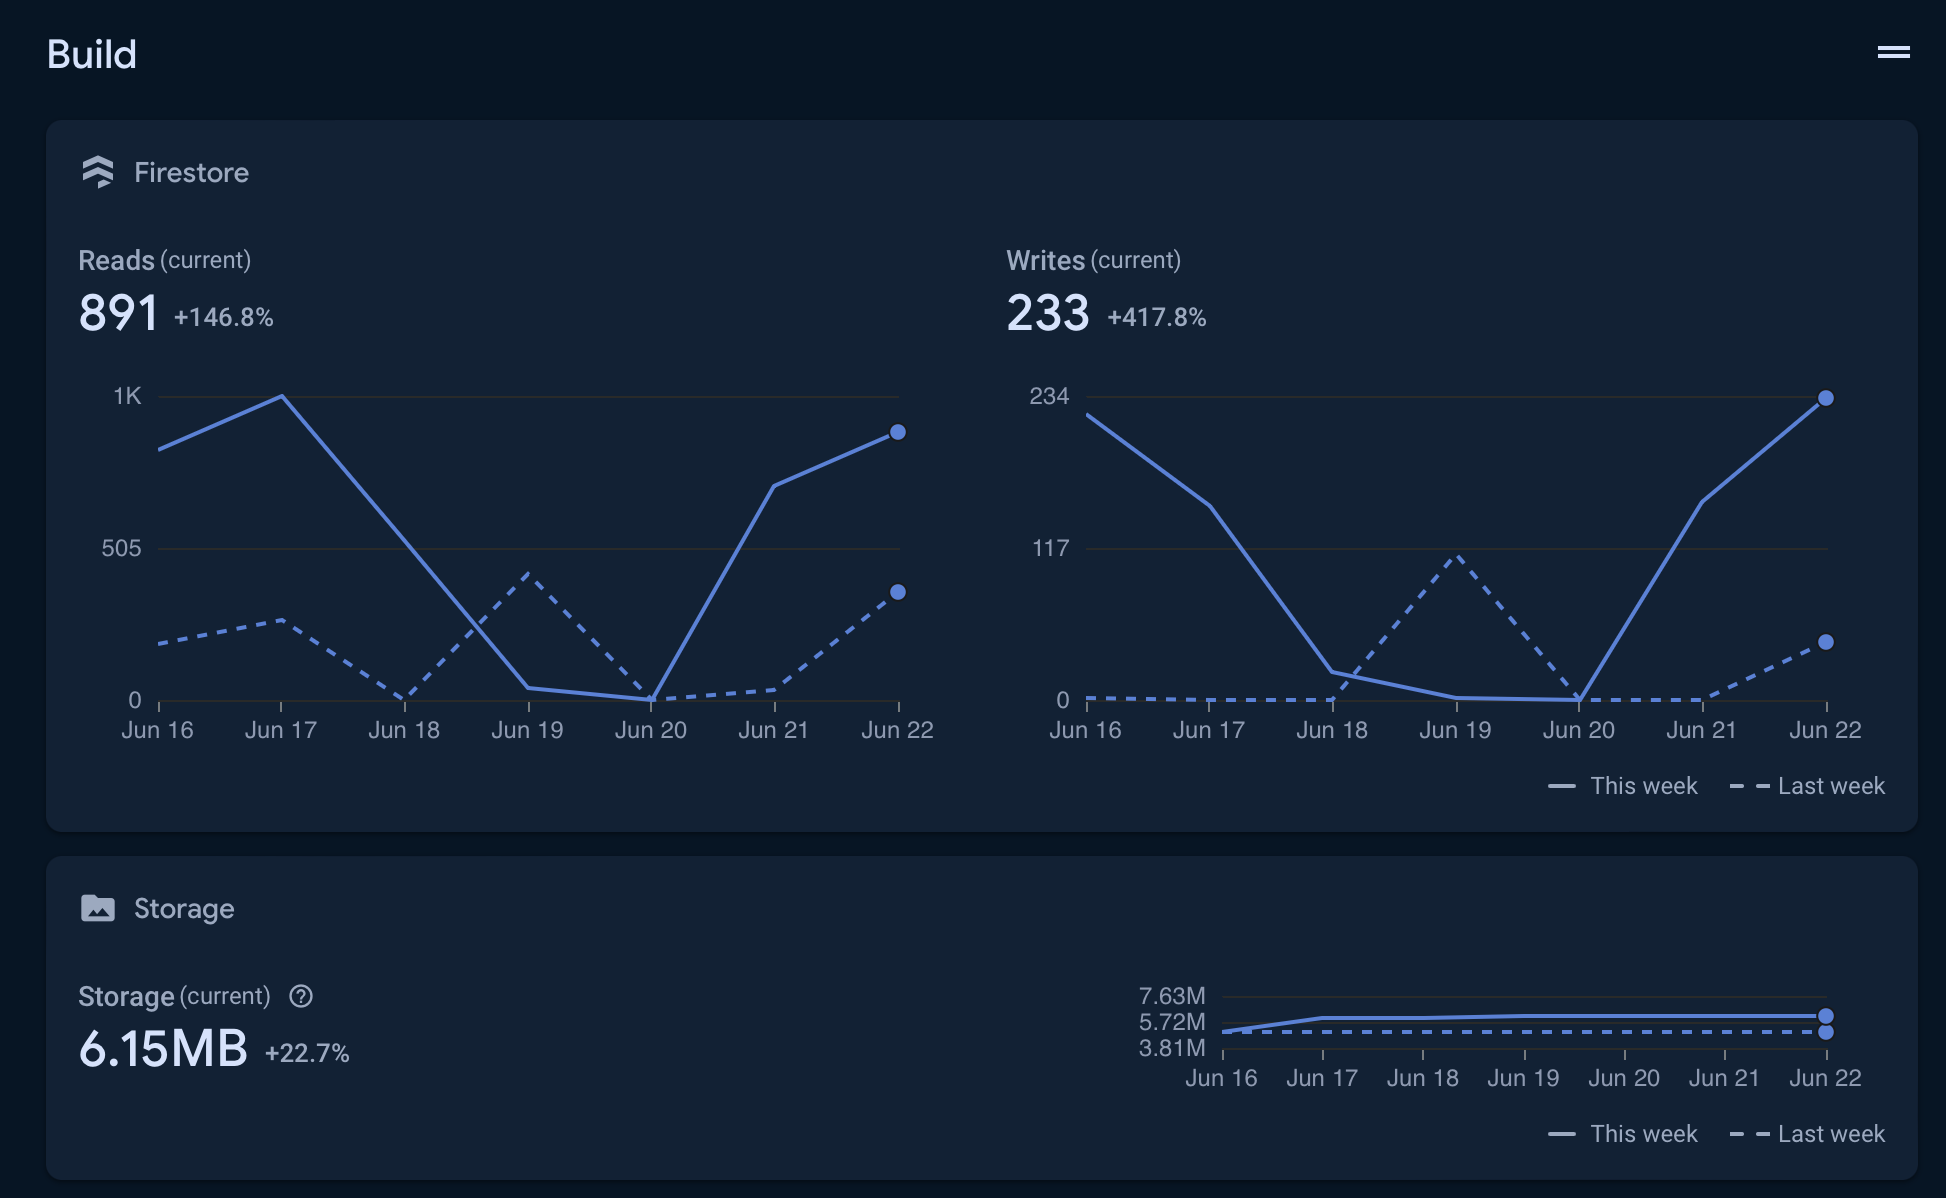 Build
Firestore
Reads (current)
891 +146.8%
1K
505
0
Jun 16 Jun 17 Jun 18 Jun 19 Jun 20 Jun 21 Jun 22
Writes (current)
233 +417.8%
234
117
0
Jun 16 Jun 17 Jun 18 Jun 19 Jun 20 Jun 21 Jun 22
This week Last week
Storage
Storage (current) ?
6.15MB +22.7%
7.63M
5.72M
3.81M
Jun 16 Jun 17 Jun 18 Jun 19 Jun 20 Jun 21 Jun 22
This week Last week